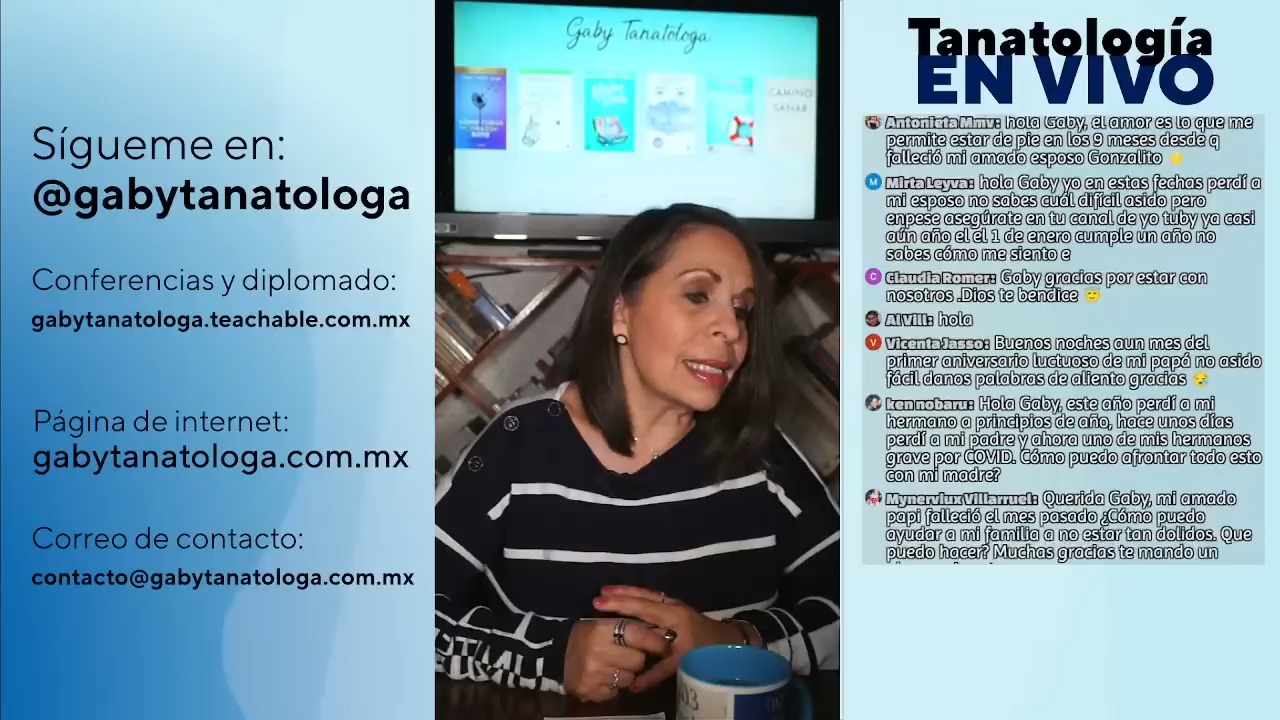 Sígueme en:
@gabytanatologa
Conferencias y diplomado:
gabytanatologa.teachable.com.mx
Página de internet:
gabytanatologa.com.mx
Correo de contacto:
contacto@gabytanatologa.com.mx
Gaby Tanatóloga
CAMINO
SANAR
Tanatología
EN VIVO
Antonieta Mmv: hola Gaby, el amor es lo que me
permite estar de pie en los 9 meses desde q
falleció mi amado esposo Gonzalito
M
Mirta Leyva: hola Gaby yo en estas fechas perdí a
mi esposo no sabes cuál difícil asido pero
enpese asegúrate en tu canal de yo tuby ya casi
aún año el el 1 de enero cumple un año no
sabes cómo me siento e
C
Claudia Romer: Gaby gracias por estar con
nosotros .Dios te bendice
Al Vill: hola
V
Vicenta Jasso: Buenos noches aun mes del
primer aniversario luctuoso de mi papá no asido
fácil danos palabras de aliento gracias
ken nobaru: Hola Gaby, este año perdí a mi
hermano a principios de año, hace unos días
perdí a mi padre y ahora uno de mis hermanos
grave por COVID. Cómo puedo afrontar todo esto
con mi madre?
Mynervlux Villarruel: Querida Gaby, mi amado
papi falleció el mes pasado ¿Cómo puedo
ayudar a mi familia a no estar tan dolidos. Que
puedo hacer? Muchas gracias te mando un